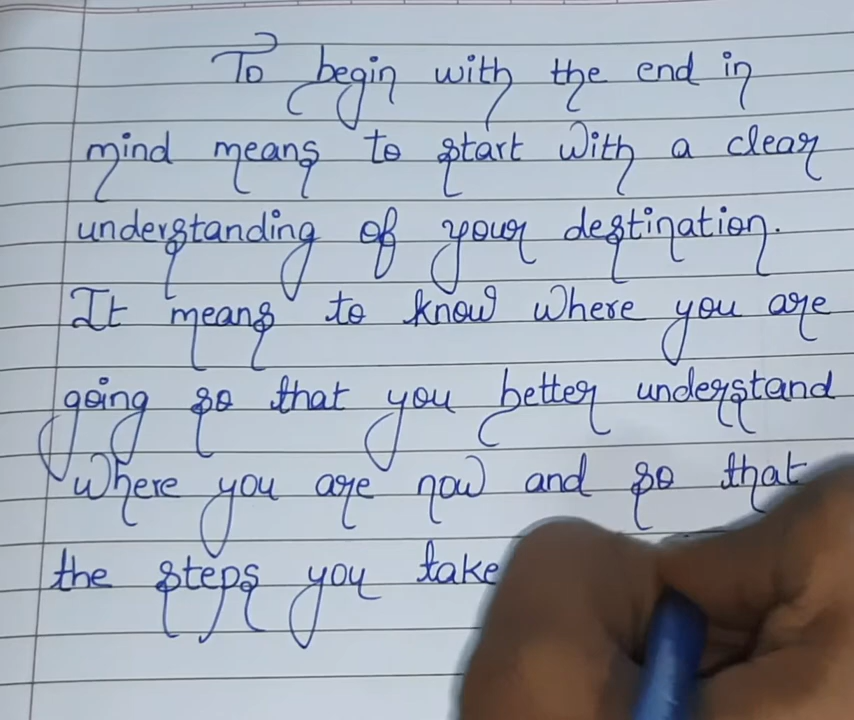 To begin with the end in
mind means to start with a clear
understanding of your destination.
It means to know where you are
going so that you better understand
where you are now and so that
the steps you take